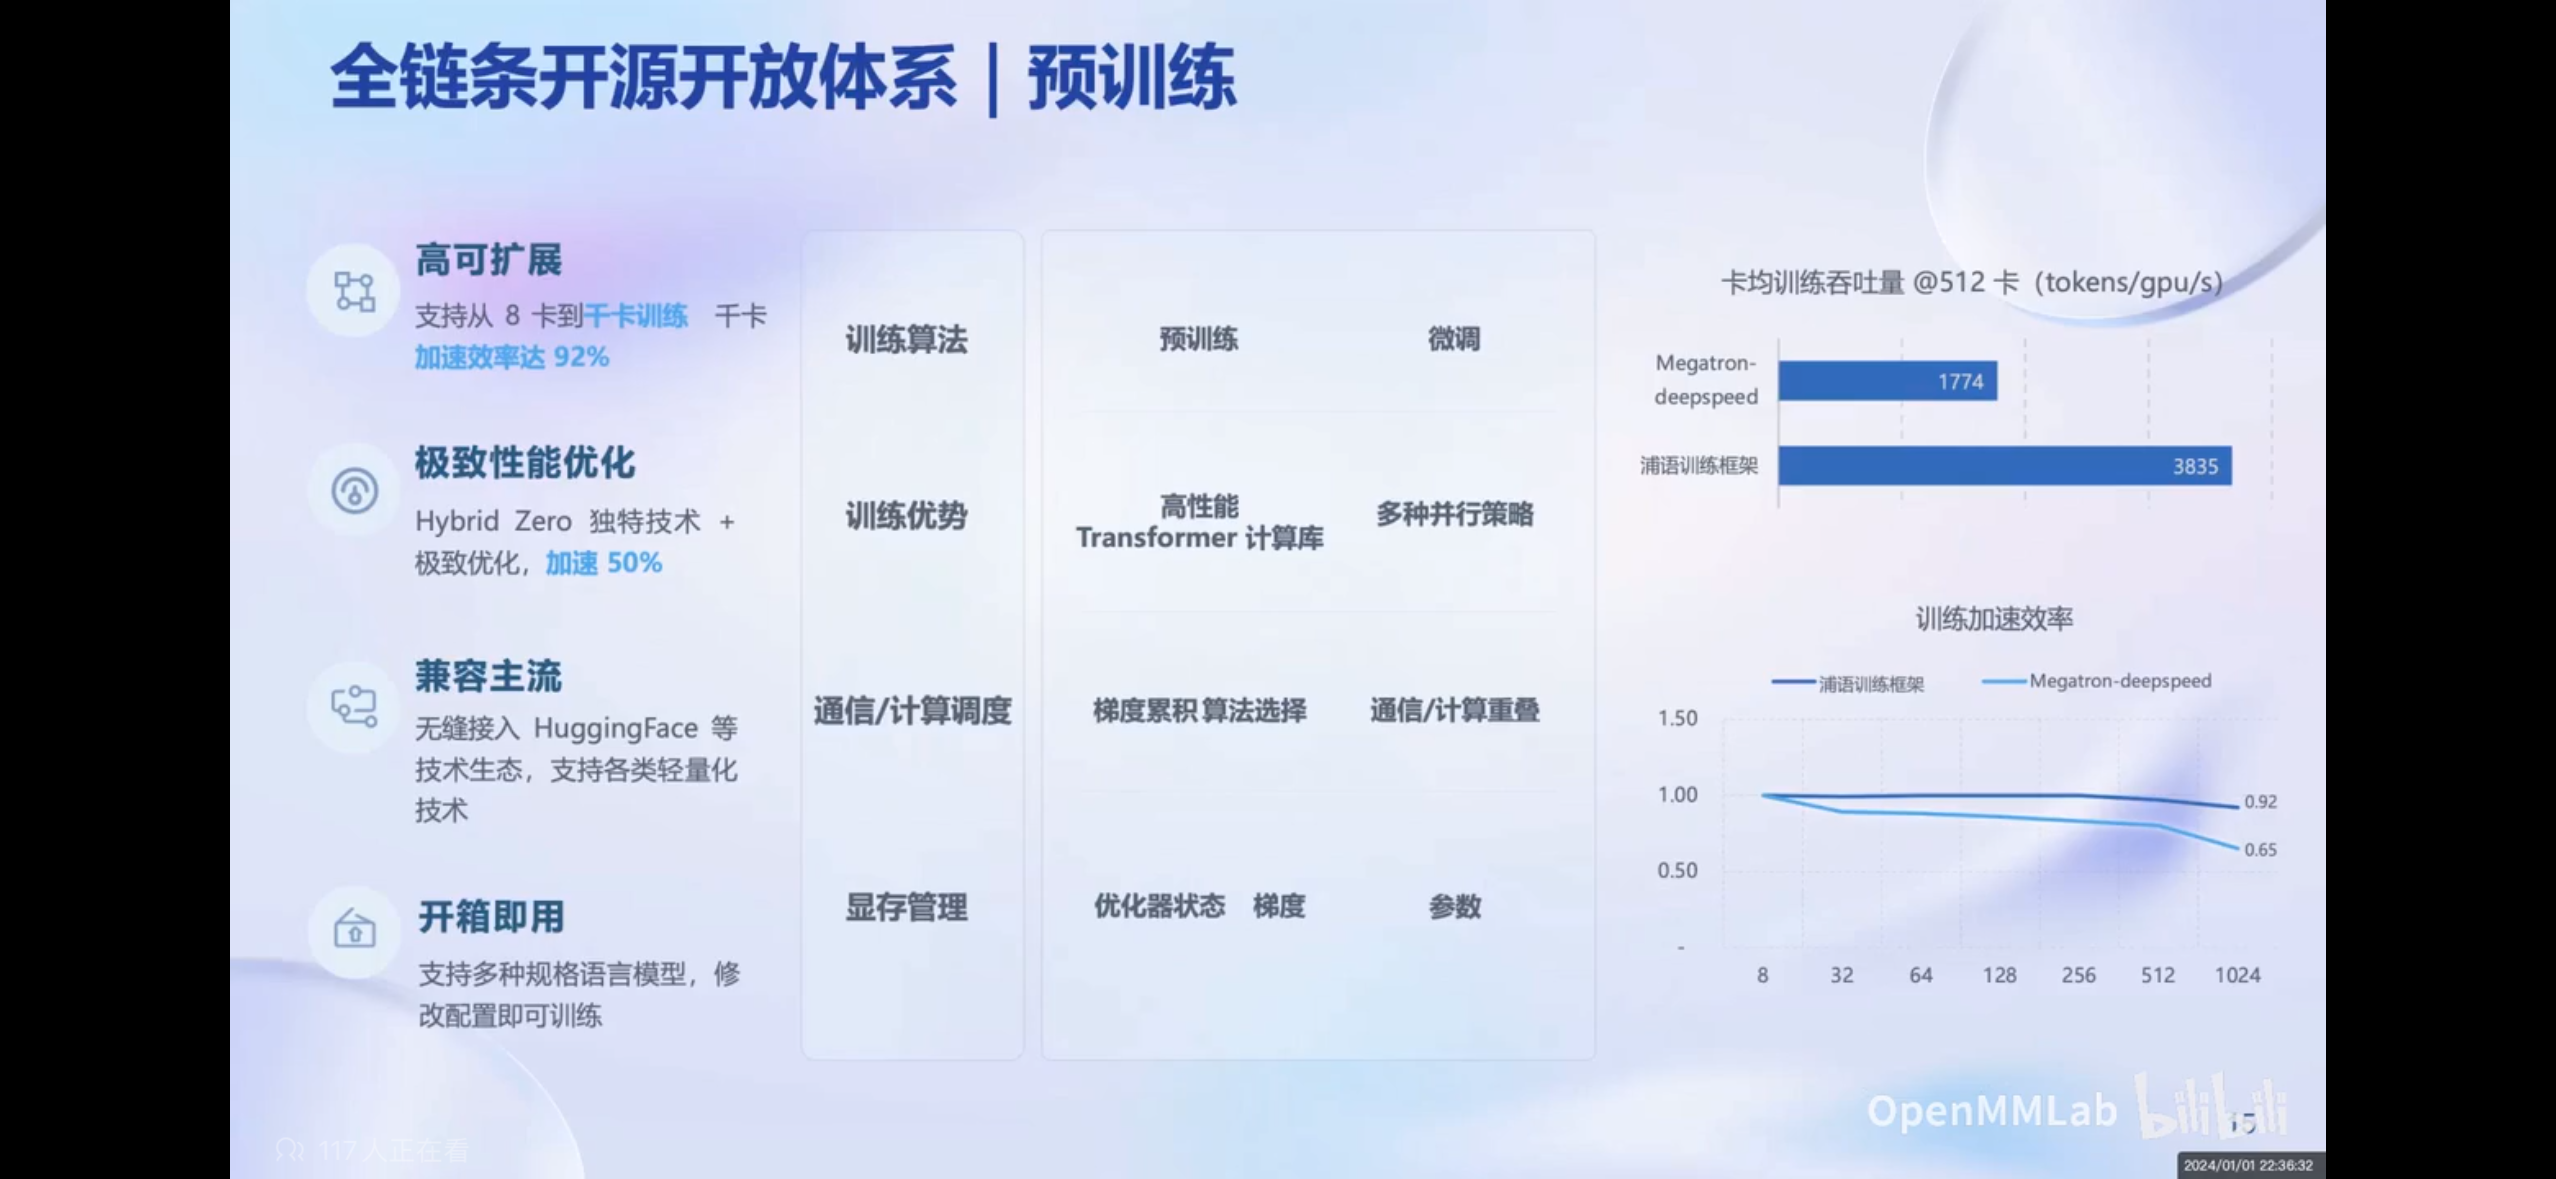 全链条开源开放体系 | 预训练
高可扩展
支持从 8 卡到千卡训练 千卡
加速效率达 92%
极致性能优化
Hybrid Zero 独特技术 +
极致优化，加速 50%
兼容主流
无缝接入 HuggingFace 等
技术生态，支持各类轻量化
技术
开箱即用
支持多种规格语言模型，修
改配置即可训练
训练算法
预训练
微调
训练优势
高性能
Transformer 计算库
多种并行策略
通信/计算调度
梯度累积算法选择
通信/计算重叠
显存管理
优化器状态 梯度
参数
卡均训练吞吐量 @512 卡（tokens/gpu/s）
Megatron-
deepspeed
1774
浦语训练框架
3835
训练加速效率
浦语训练框架
Megatron-deepspeed
1.50
1.00
0.50
-
0.92
0.65
8 32 64 128 256 512 1024
OpenMMLab bilibili
15
117人正在看
2024/01/01 22:36:32